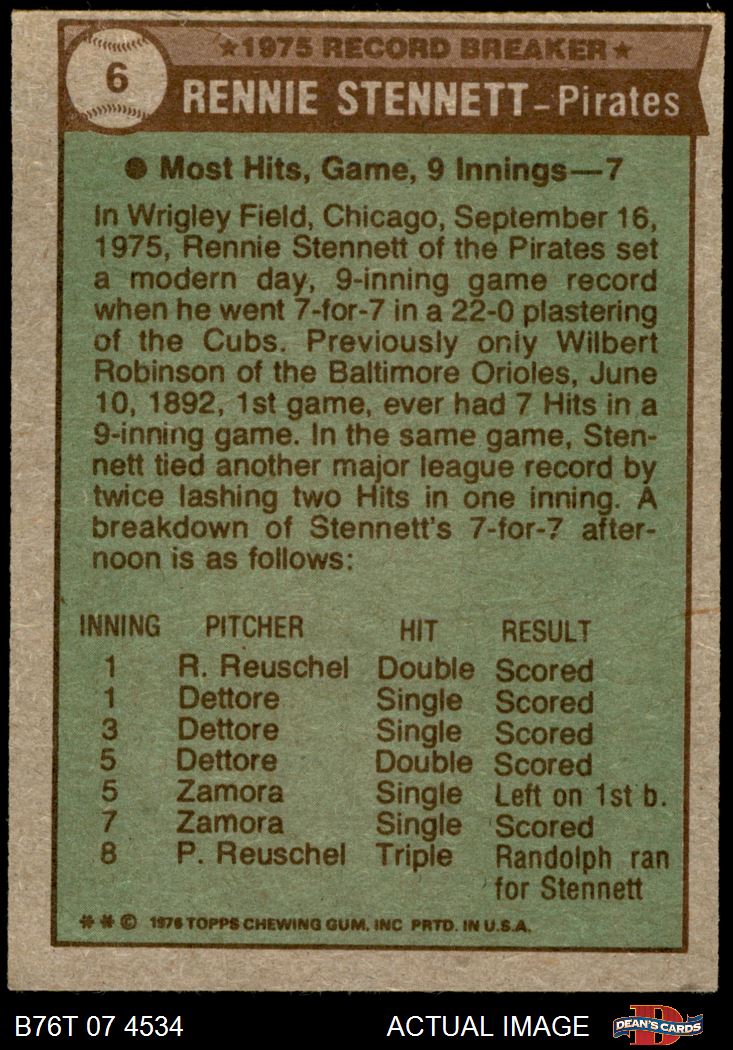 ★1975 RECORD BREAKER★
6
RENNIE STENNETT–Pirates
● Most Hits, Game, 9 Innings—7
In Wrigley Field, Chicago, September 16,
1975, Rennie Stennett of the Pirates set
a modern day, 9-inning game record
when he went 7-for-7 in a 22-0 plastering
of the Cubs. Previously only Wilbert
Robinson of the Baltimore Orioles, June
10, 1892, 1st game, ever had 7 Hits in a
9-inning game. In the same game, Sten-
nett tied another major league record by
twice lashing two Hits in one inning. A
breakdown of Stennett's 7-for-7 after-
noon is as follows:
INNING PITCHER HIT RESULT
1 R. Reuschel Double Scored
1 Dettore Single Scored
3 Dettore Single Scored
5 Dettore Double Scored
5 Zamora Single Left on 1st b.
7 Zamora Single Scored
8 P. Reuschel Triple Randolph ran
for Stennett
✻ ✻ © 1976 TOPPS CHEWING GUM, INC PRTD. IN U.S.A.
B76T 07 4534 ACTUAL IMAGE D DEAN'S CARDS